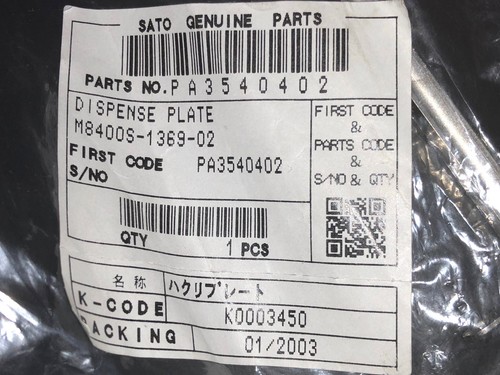 SATO GENUINE PARTS
PARTS NO. PA3540402
DISPENSE PLATE
M8400S-1369-02
FIRST CODE PA3540402
S/NO
FIRST CODE
&
PARTS CODE
&
S/NO & QTY
QTY 1 PCS
名称 ハクリプレート
K-CODE K0003450
PACKING 01/2003